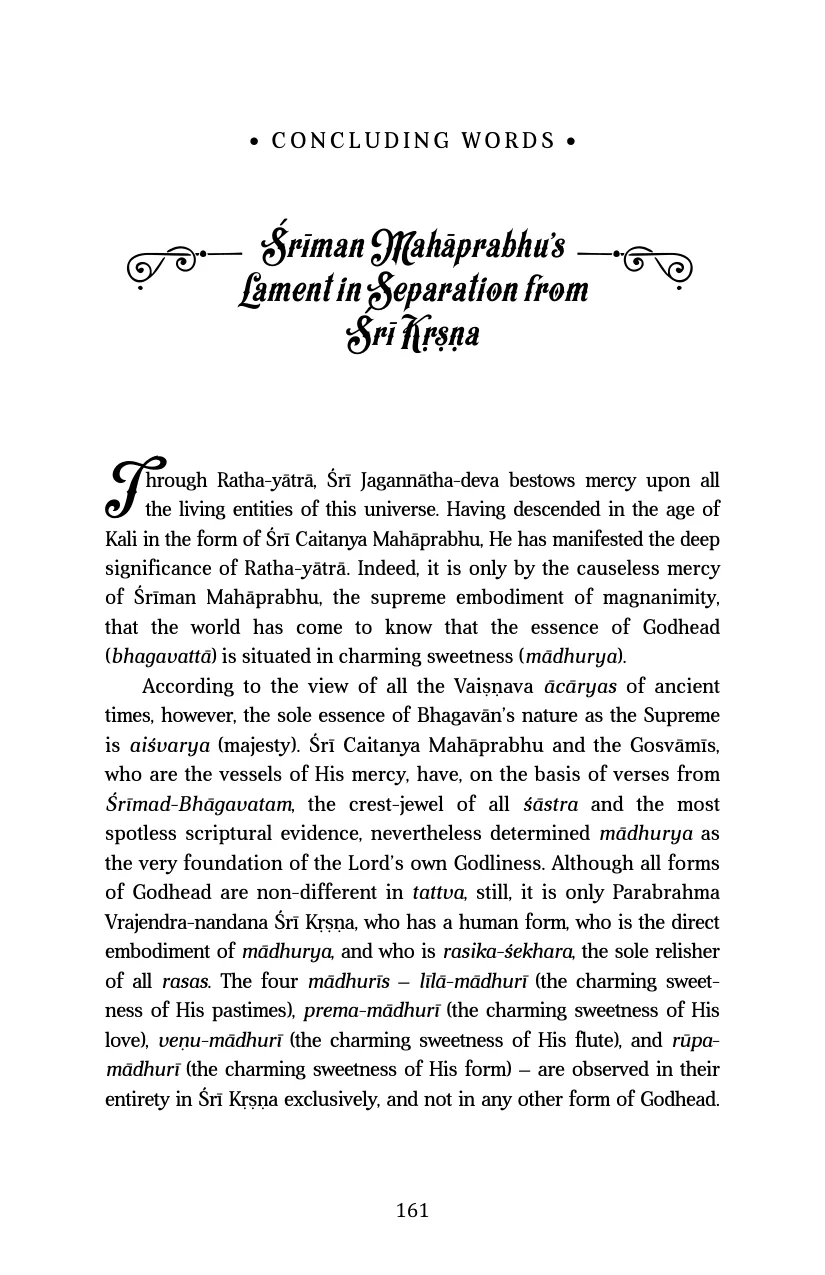 • CONCLUDING WORDS •
Śrīman Mahāprabhu's
Lament in Separation from
Śrī Kṛṣṇa
Through Ratha-yātrā, Śrī Jagannātha-deva bestows mercy upon all
the living entities of this universe. Having descended in the age of
Kali in the form of Śrī Caitanya Mahāprabhu, He has manifested the deep
significance of Ratha-yātrā. Indeed, it is only by the causeless mercy
of Śrīman Mahāprabhu, the supreme embodiment of magnanimity,
that the world has come to know that the essence of Godhead
(bhagavattā) is situated in charming sweetness (mādhurya).
According to the view of all the Vaiṣṇava ācāryas of ancient
times, however, the sole essence of Bhagavān's nature as the Supreme
is aiśvarya (majesty). Śrī Caitanya Mahāprabhu and the Gosvāmīs,
who are the vessels of His mercy, have, on the basis of verses from
Śrīmad-Bhāgavatam, the crest-jewel of all śāstra and the most
spotless scriptural evidence, nevertheless determined mādhurya as
the very foundation of the Lord's own Godliness. Although all forms
of Godhead are non-different in tattva, still, it is only Parabrahma
Vrajendra-nandana Śrī Kṛṣṇa, who has a human form, who is the direct
embodiment of mādhurya, and who is rasika-śekhara, the sole relisher
of all rasas. The four mādhurīs – līlā-mādhurī (the charming sweet-
ness of His pastimes), prema-mādhurī (the charming sweetness of His
love), veṇu-mādhurī (the charming sweetness of His flute), and rūpa-
mādhurī (the charming sweetness of His form) – are observed in their
entirety in Śrī Kṛṣṇa exclusively, and not in any other form of Godhead.
161